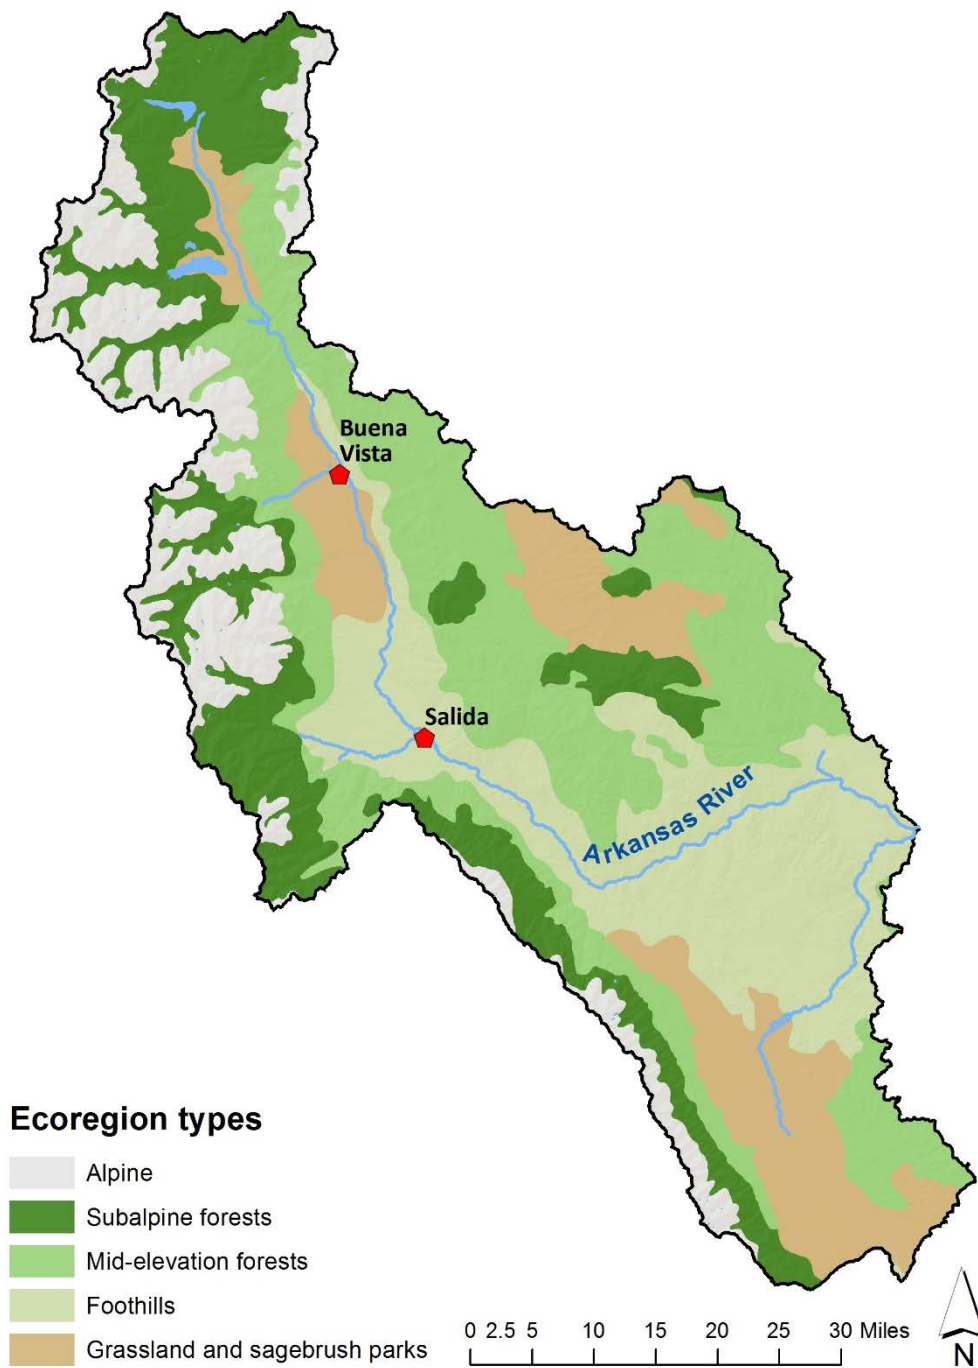 Buena
Vista
Salida
Arkansas River
Ecoregion types
Alpine
Subalpine forests
Mid-elevation forests
Foothills
Grassland and sagebrush parks
0 2.5 5 10 15 20 25 30 Miles
N